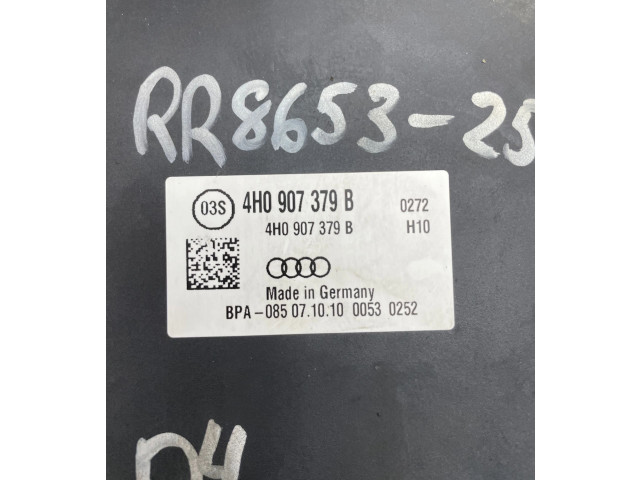 RR8653-25
03S 4H0 907 379 B 0272
4H0 907 379 B H10
Made in Germany
BPA-085 07.10.10 0053 0252
D4